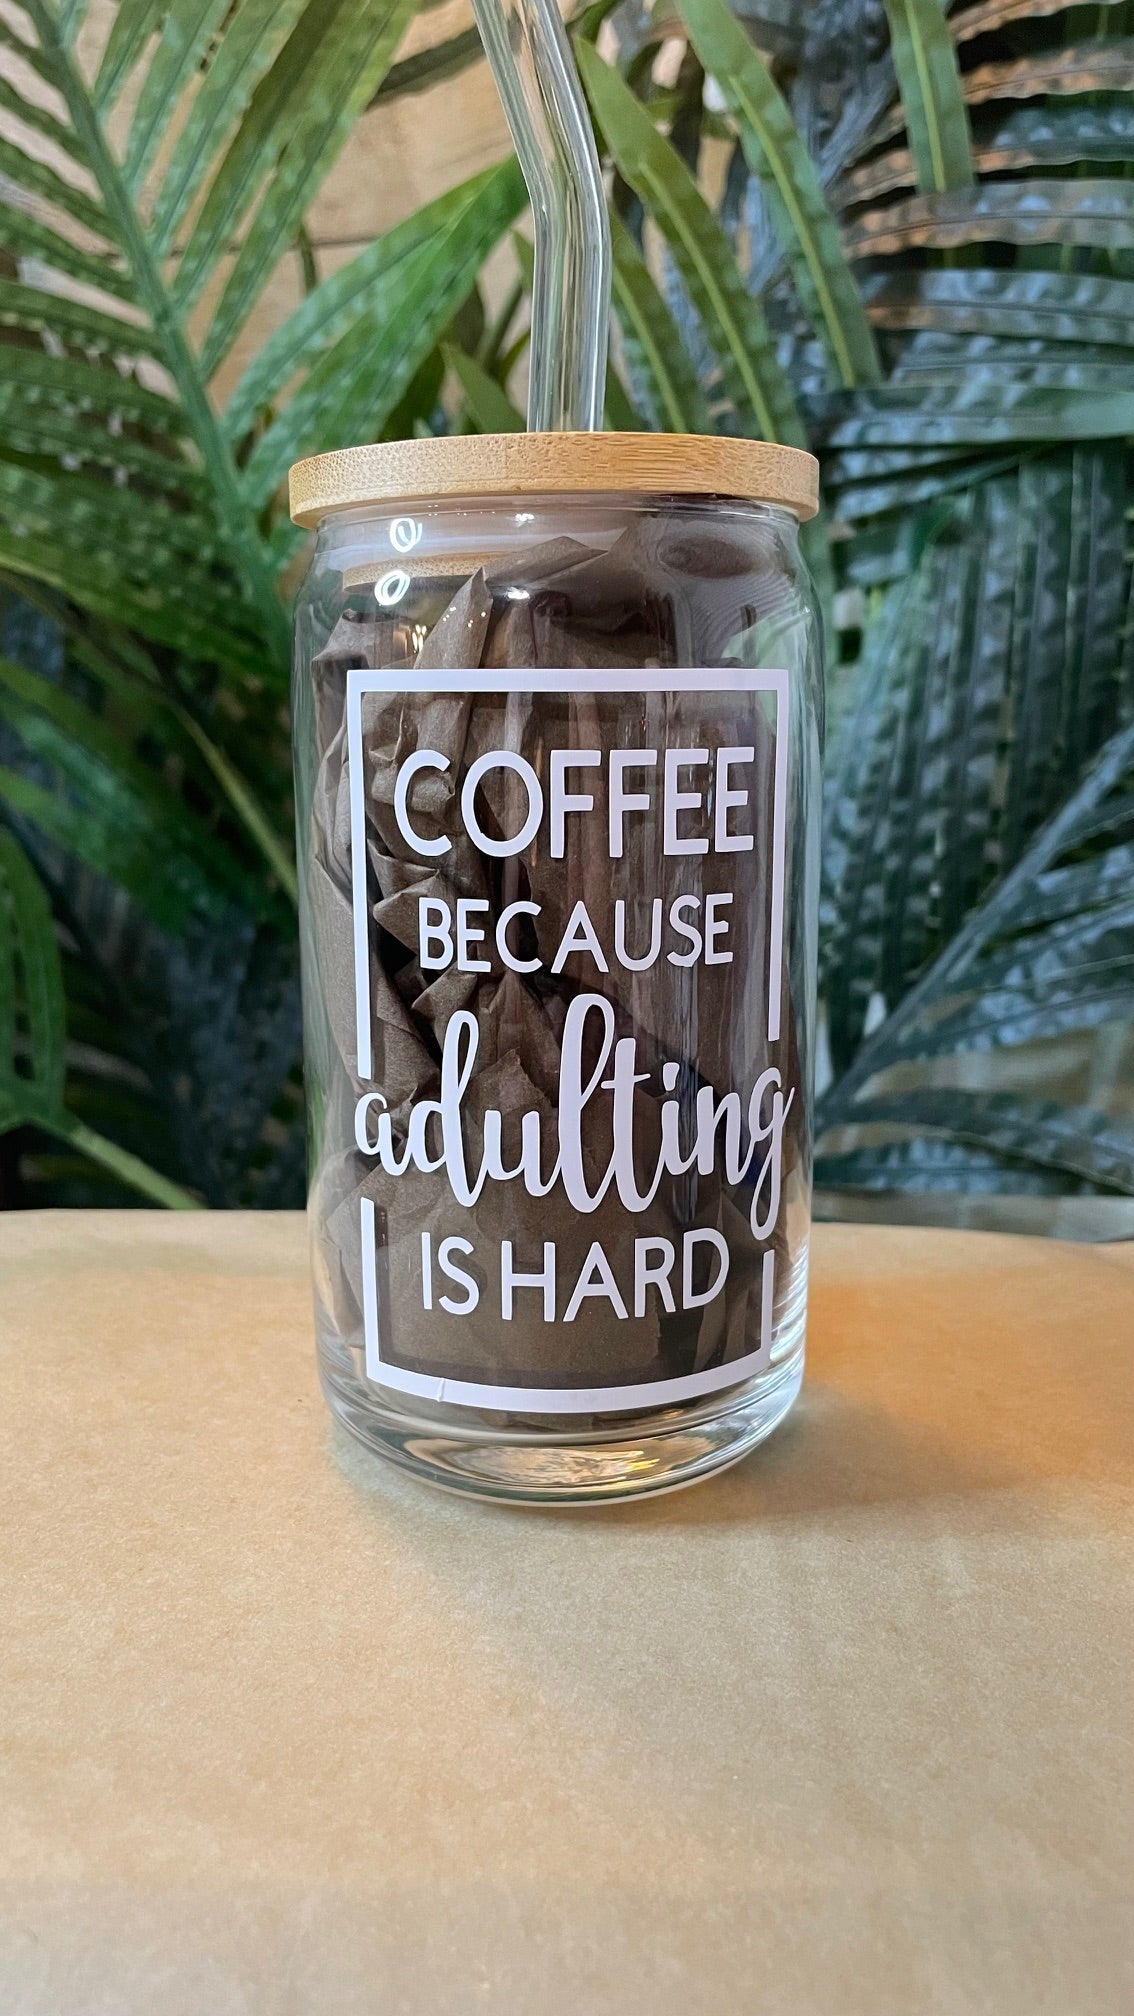 COFFEE
BECAUSE
adulting
IS HARD